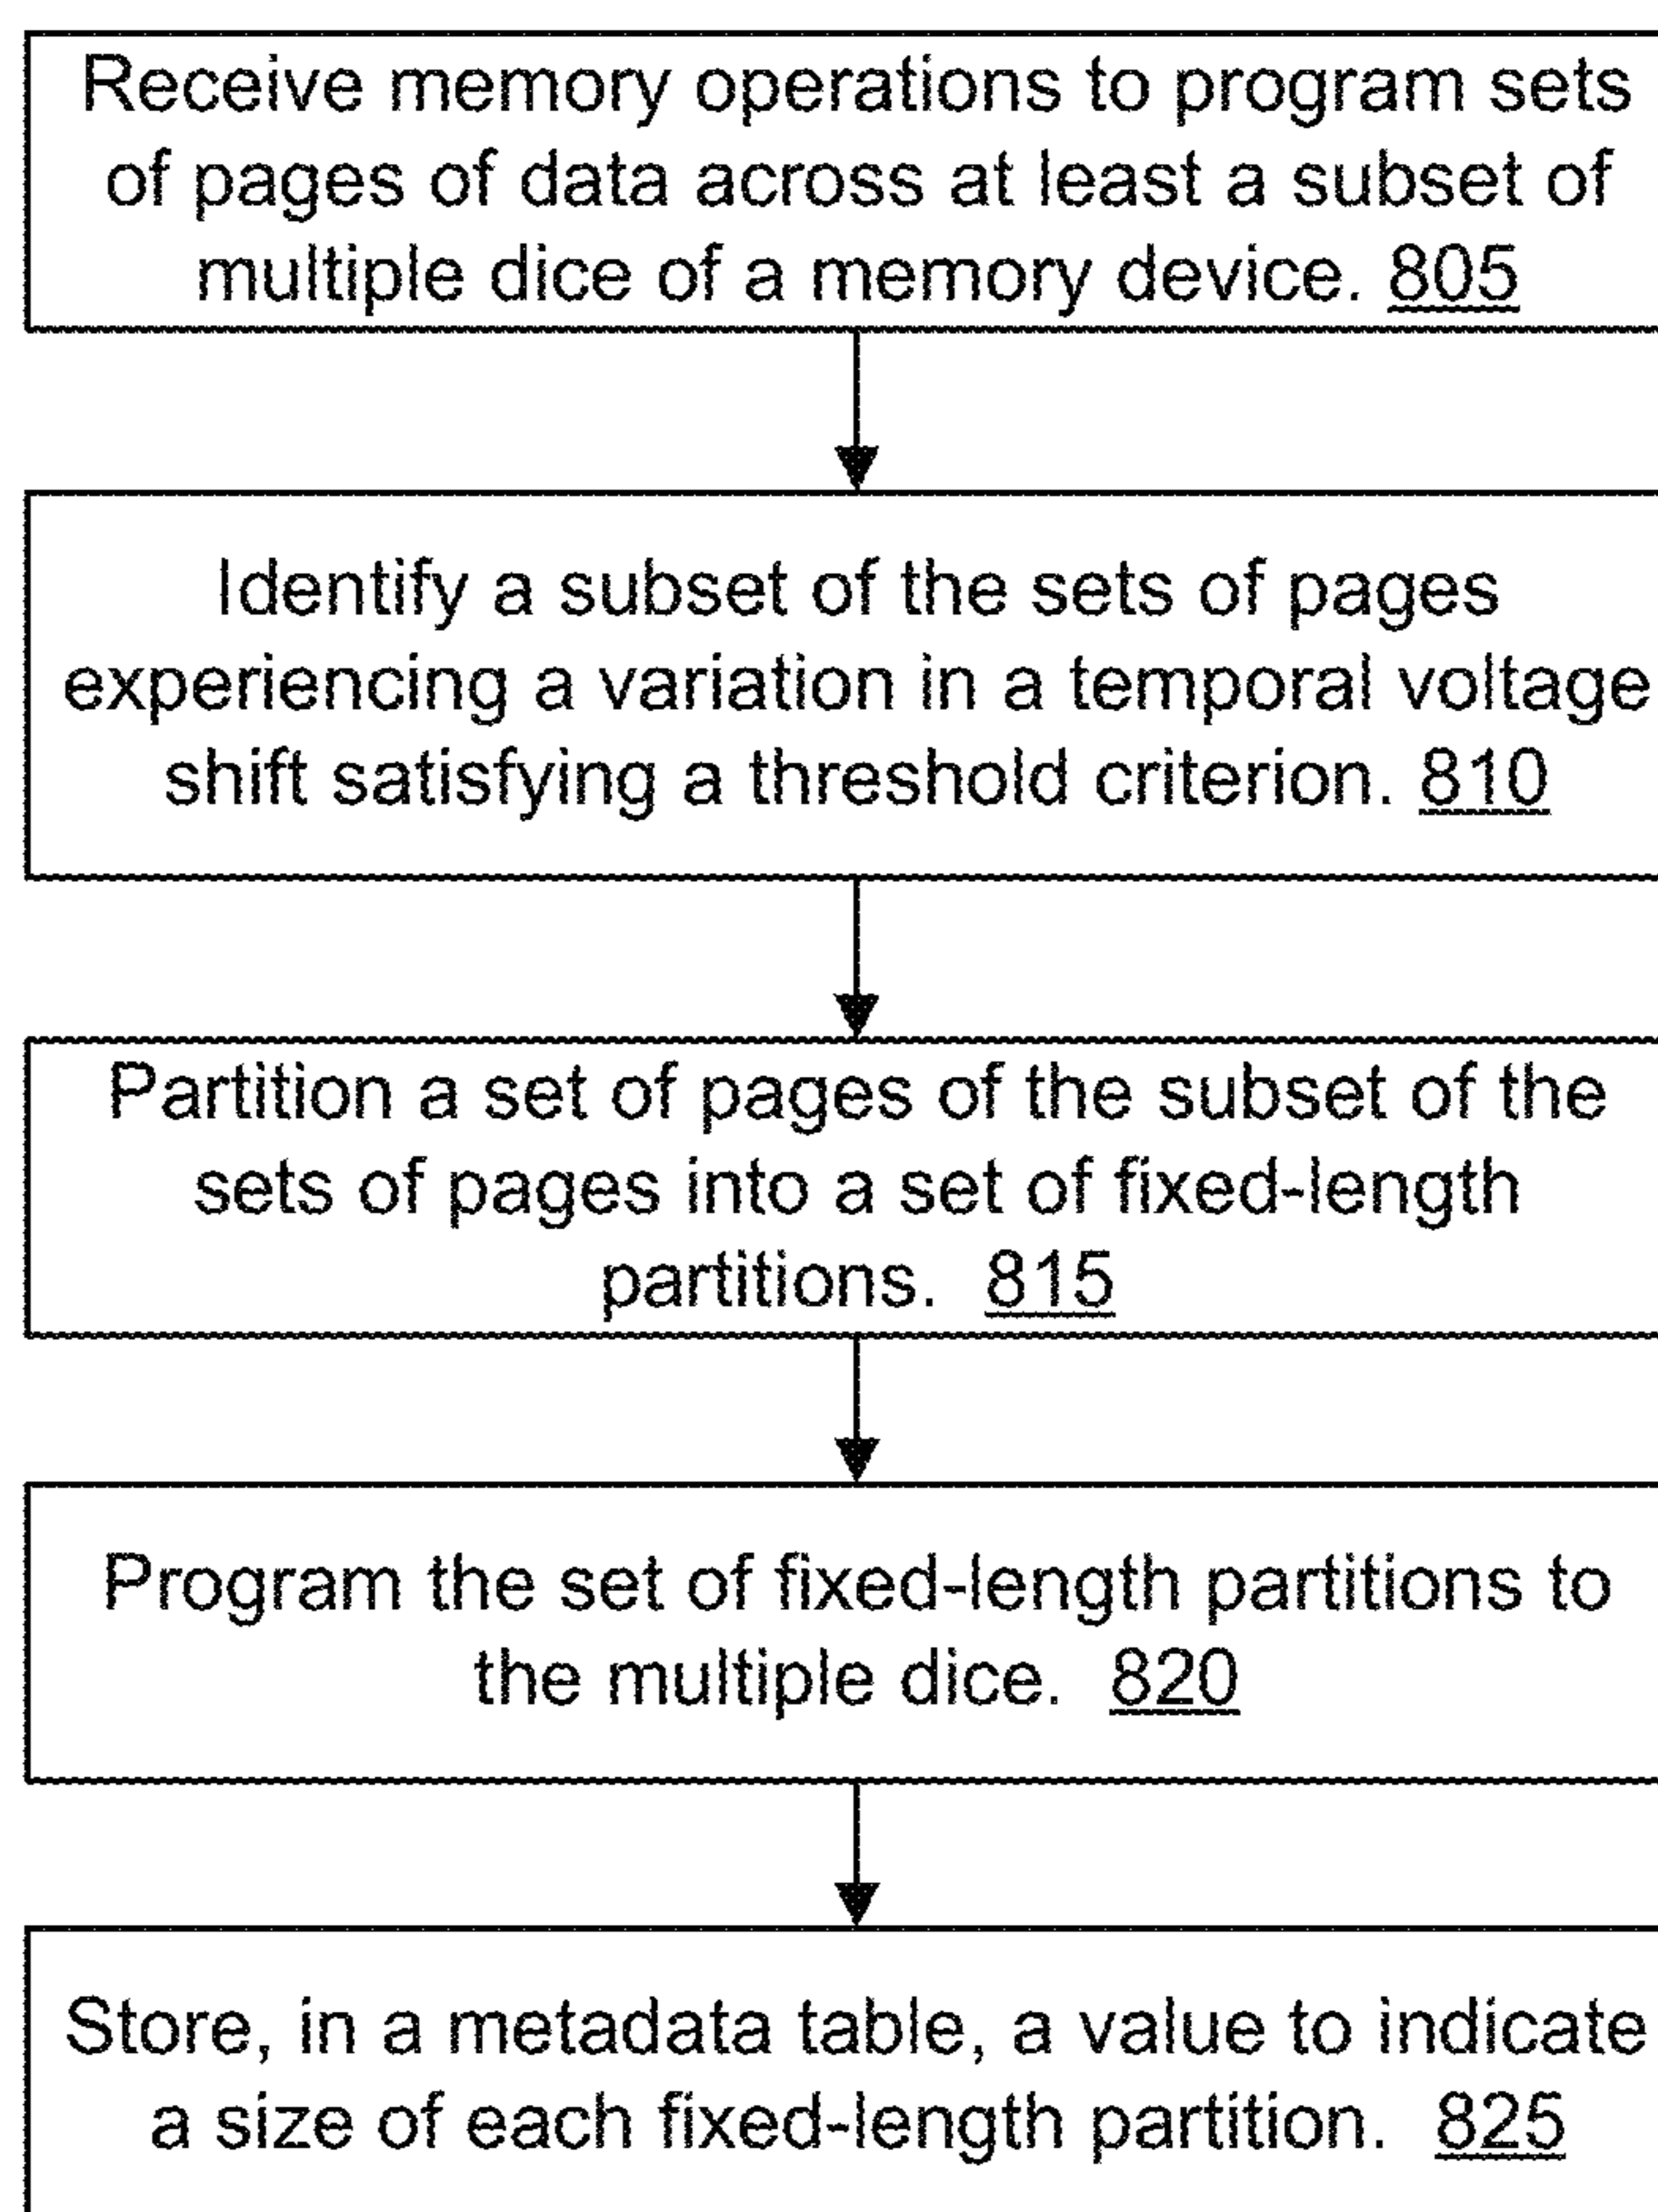 Receive memory operations to program sets
of pages of data across at least a subset of
multiple dice of a memory device. 805
Identify a subset of the sets of pages
experiencing a variation in a temporal voltage
shift satisfying a threshold criterion. 810
Partition a set of pages of the subset of the
sets of pages into a set of fixed-length
partitions. 815
Program the set of fixed-length partitions to
the multiple dice. 820
Store, in a metadata table, a value to indicate
a size of each fixed-length partition. 825